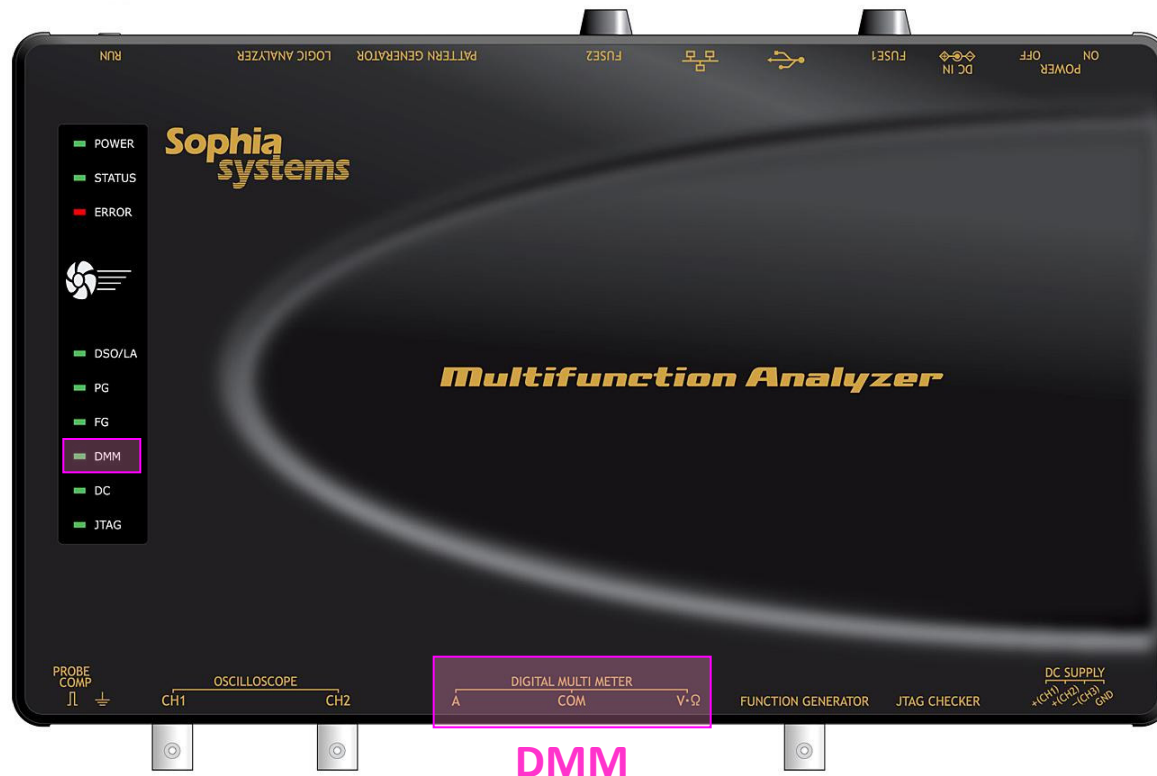 RUN LOGIC ANALYZER PATTERN GENERATOR FUSE2 FUSE1 DC IN POWER OFF ON
POWER
STATUS
ERROR
Sophia
systems
DSO/LA
PG
FG
DMM
DC
JTAG
Multifunction Analyzer
PROBE
COMP
OSCILLOSCOPE
CH1 CH2
DIGITAL MULTI METER
A COM V·Ω
FUNCTION GENERATOR
JTAG CHECKER
DC SUPPLY
+(CH1) +(CH2) -(CH3) GND
DMM